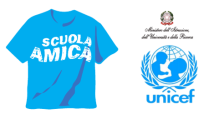 SCUOLA
AMICA
Ministero dell'Istruzione,
dell'Università e della Ricerca
unicef